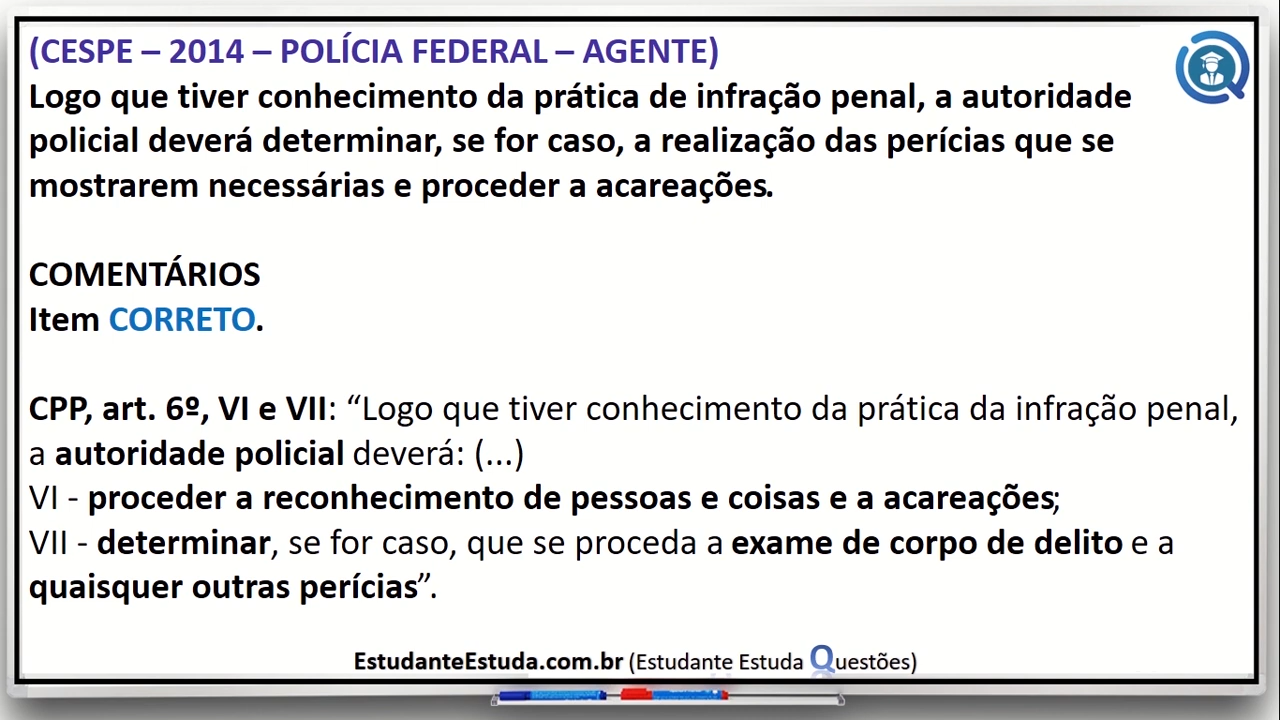 (CESPE – 2014 – POLÍCIA FEDERAL – AGENTE)
Logo que tiver conhecimento da prática de infração penal, a autoridade
policial deverá determinar, se for caso, a realização das perícias que se
mostrarem necessárias e proceder a acareações.
COMENTÁRIOS
Item CORRETO.
CPP, art. 6º, VI e VII: “Logo que tiver conhecimento da prática da infração penal,
a autoridade policial deverá: (...)
VI - proceder a reconhecimento de pessoas e coisas e a acareações;
VII - determinar, se for caso, que se proceda a exame de corpo de delito e a
quaisquer outras perícias”.
EstudanteEstuda.com.br (Estudante Estuda Questões)